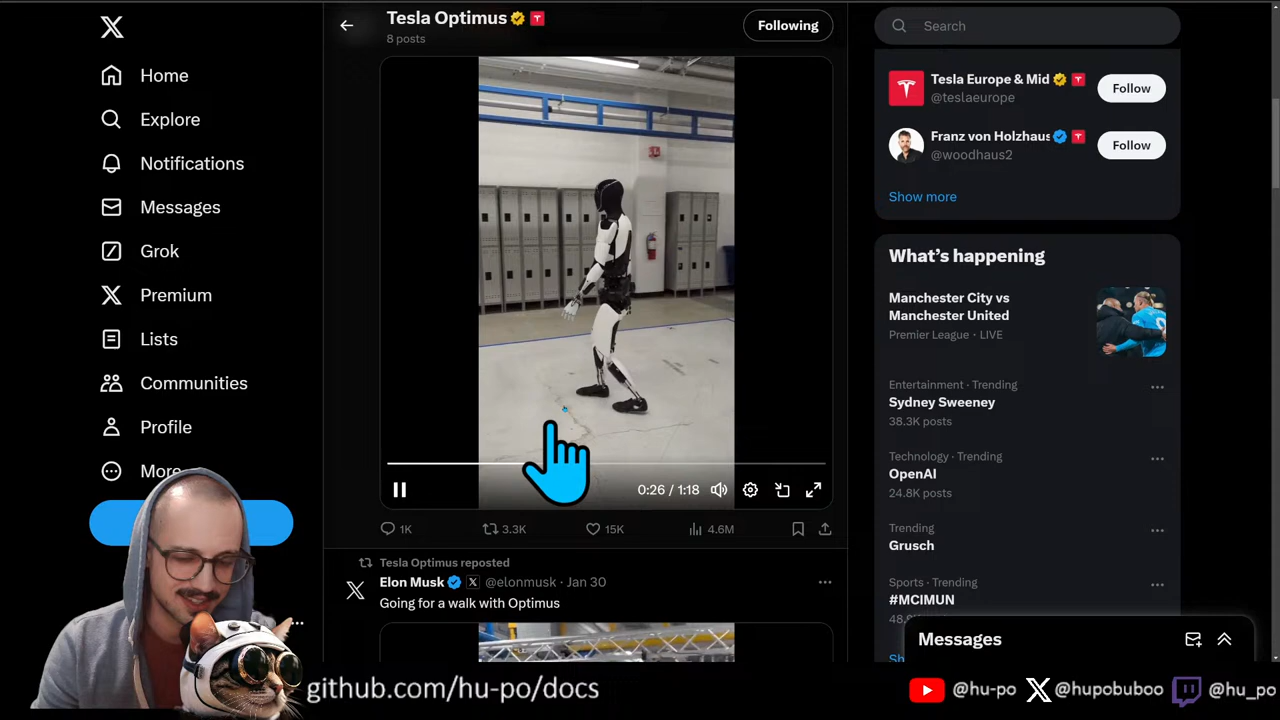 Home
Explore
Notifications
Messages
Grok
Premium
Lists
Communities
Profile
More
Tesla Optimus
8 posts
Following
0:26 / 1:18
1K
3.3K
15K
4.6M
Tesla Optimus reposted
Elon Musk @elonmusk · Jan 30
Going for a walk with Optimus
Search
Tesla Europe & Mid
@teslaeurope
Follow
Franz von Holzhaus
@woodhaus2
Follow
Show more
What's happening
Manchester City vs
Manchester United
Premier League · LIVE
Entertainment · Trending
Sydney Sweeney
38.3K posts
Technology · Trending
OpenAI
24.8K posts
Trending
Grusch
Sports · Trending
#MCIMUN
Messages
github.com/hu-po/docs
@hu-po
@hupobuboo
@hu_po